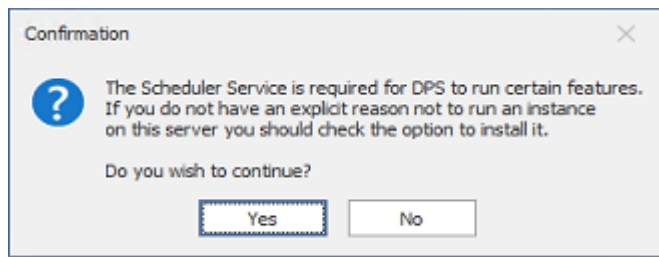 Confirmation
The Scheduler Service is required for DPS to run certain features.
If you do not have an explicit reason not to run an instance
on this server you should check the option to install it.
Do you wish to continue?
Yes
No